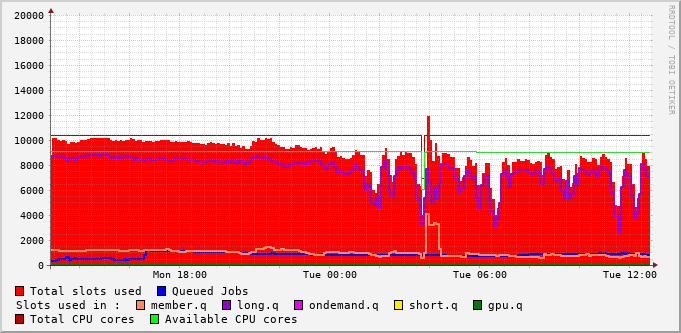 RRDTOOL / TOBI OETIKER
20000
18000
16000
14000
12000
10000
8000
6000
4000
2000
0
Mon 18:00 Tue 00:00 Tue 06:00 Tue 12:00
Total slots used Queued Jobs
Slots used in : member.q long.q ondemand.q short.q gpu.q
Total CPU cores Available CPU cores